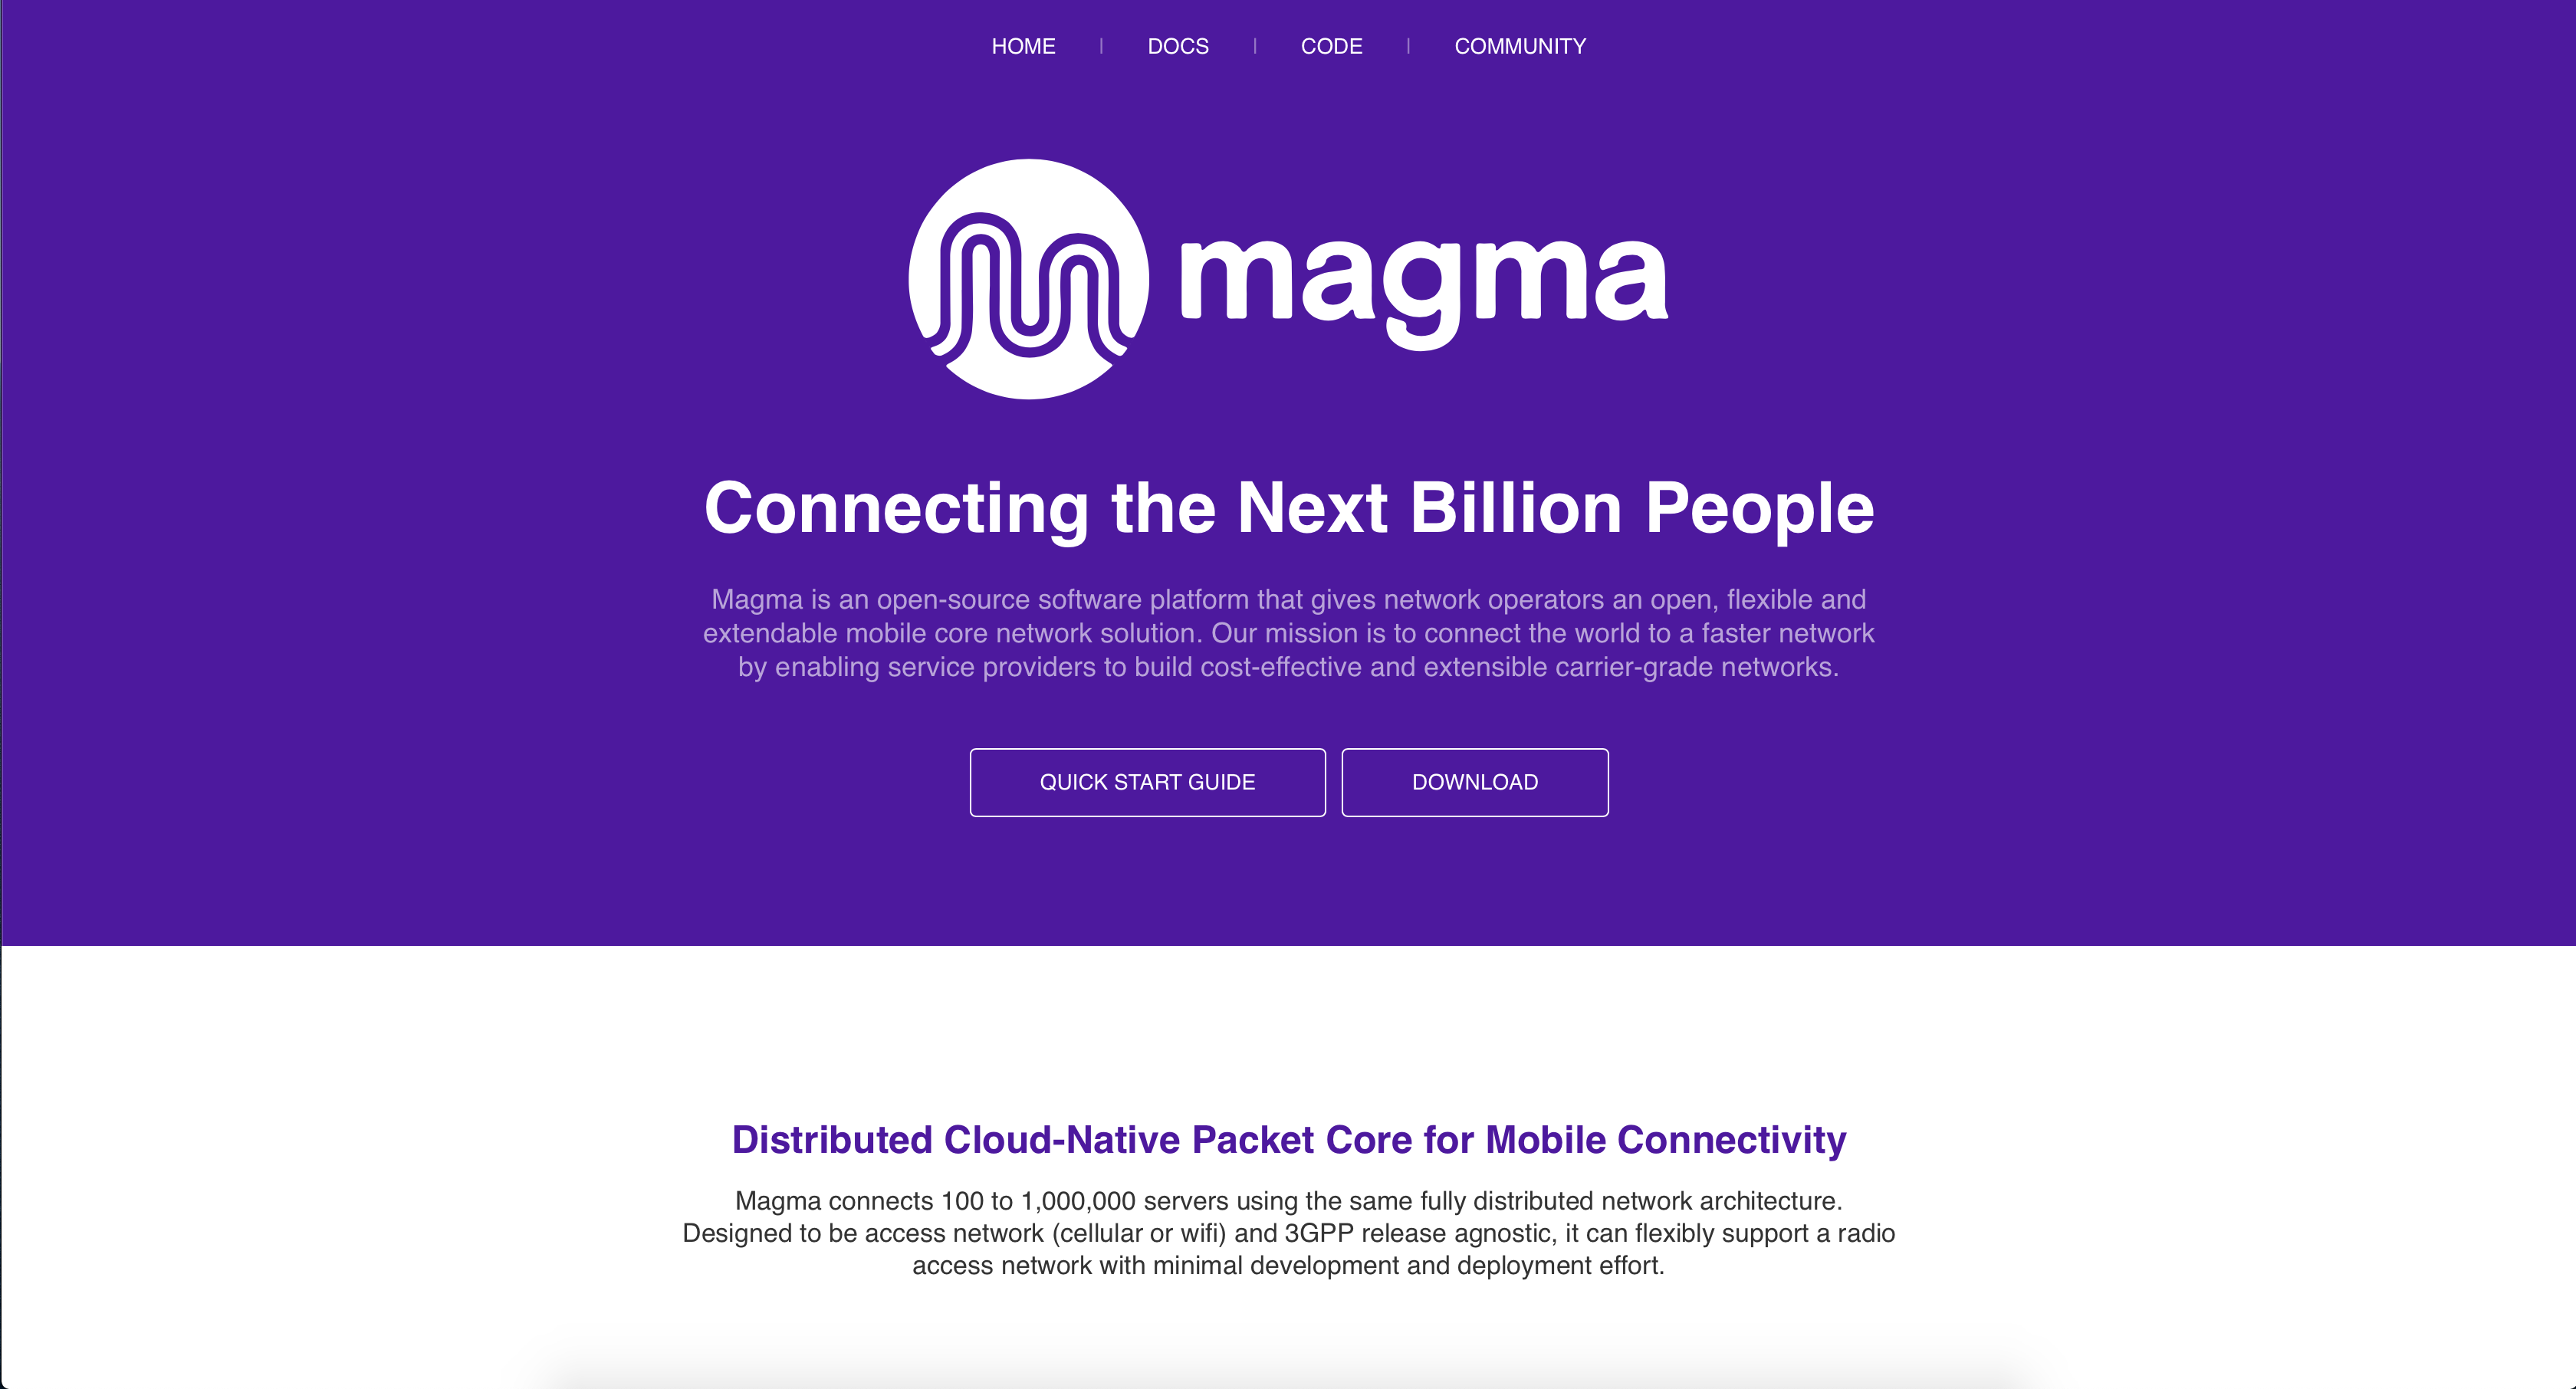 HOME | DOCS | CODE | COMMUNITY
magma
Connecting the Next Billion People
Magma is an open-source software platform that gives network operators an open, flexible and
extendable mobile core network solution. Our mission is to connect the world to a faster network
by enabling service providers to build cost-effective and extensible carrier-grade networks.
QUICK START GUIDE
DOWNLOAD
Distributed Cloud-Native Packet Core for Mobile Connectivity
Magma connects 100 to 1,000,000 servers using the same fully distributed network architecture.
Designed to be access network (cellular or wifi) and 3GPP release agnostic, it can flexibly support a radio
access network with minimal development and deployment effort.